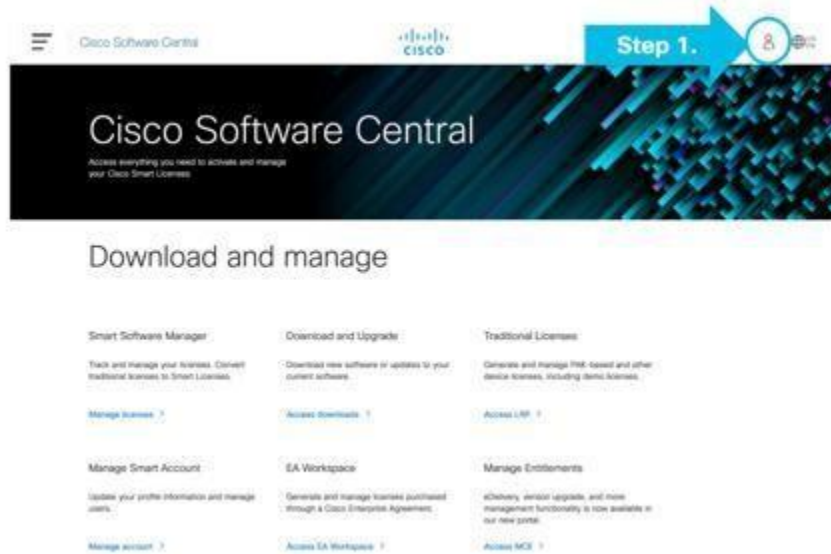 Cisco Software Central
CISCO
Step 1.
Cisco Software Central
Access everything you need to activate and manage
your Cisco Smart Licenses
Download and manage
Smart Software Manager
Track and manage your licenses. Convert
traditional licenses to Smart Licenses.
Manage licenses
Download and Upgrade
Download new software or updates to your
current software.
Access downloads
Traditional Licenses
Generate and manage PAK-based and other
device licenses, including demo licenses.
Access LRP
Manage Smart Account
Update your profile information and manage
users.
Manage account
EA Workspace
Generate and manage licenses purchased
through a Cisco Enterprise Agreement.
Access EA Workspace
Manage Entitlements
eDelivery, version upgrade, and more
management functionality is now available in
our new portal.
Access MCE